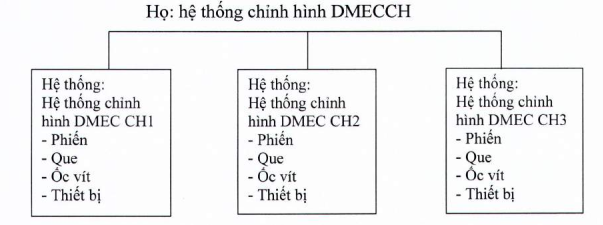 Họ: hệ thống chỉnh hình DMECCH
Hệ thống:
Hệ thống chỉnh
hình DMEC CH1
- Phiến
- Que
- Ốc vít
- Thiết bị
Hệ thống:
Hệ thống chỉnh
hình DMEC CH2
- Phiến
- Que
- Ốc vít
- Thiết bị
Hệ thống:
Hệ thống chỉnh
hình DMEC CH3
- Phiến
- Que
- Ốc vít
- Thiết bị